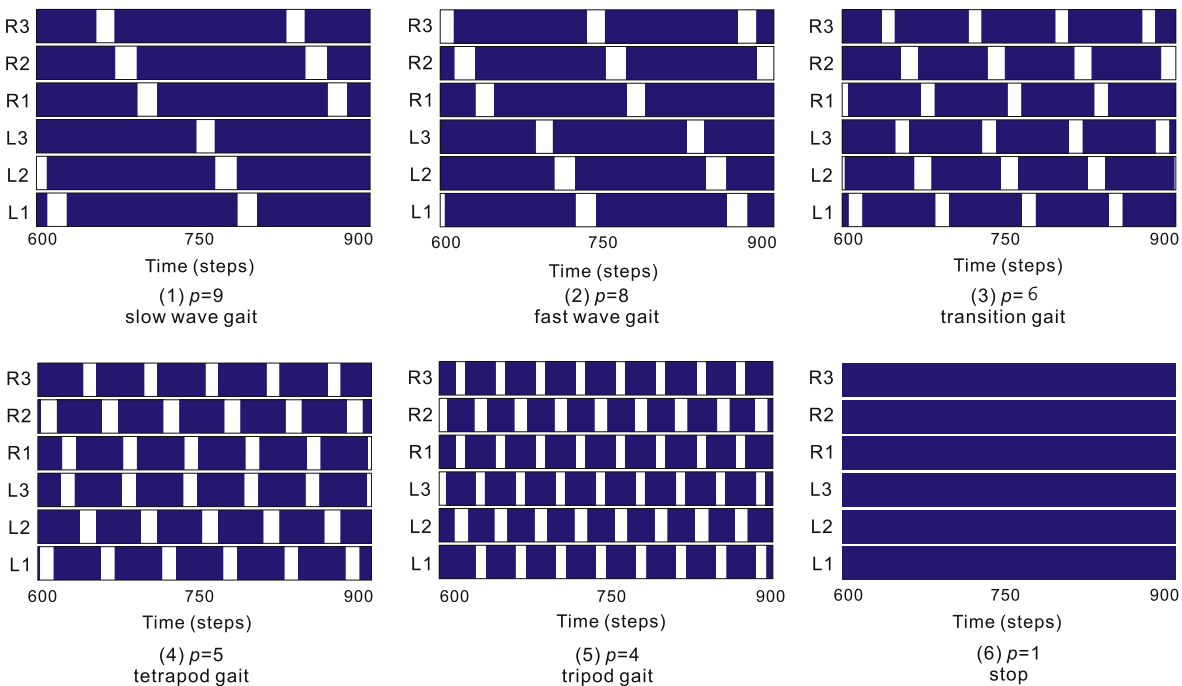 R3
R2
R1
L3
L2
L1
600 750 900
Time (steps)
(1) p=9
slow wave gait
R3
R2
R1
L3
L2
L1
600 750 900
Time (steps)
(2) p=8
fast wave gait
R3
R2
R1
L3
L2
L1
600 750 900
Time (steps)
(3) p=6
transition gait
R3
R2
R1
L3
L2
L1
600 750 900
Time (steps)
(4) p=5
tetrapod gait
R3
R2
R1
L3
L2
L1
600 750 900
Time (steps)
(5) p=4
tripod gait
R3
R2
R1
L3
L2
L1
600 750 900
Time (steps)
(6) p=1
stop